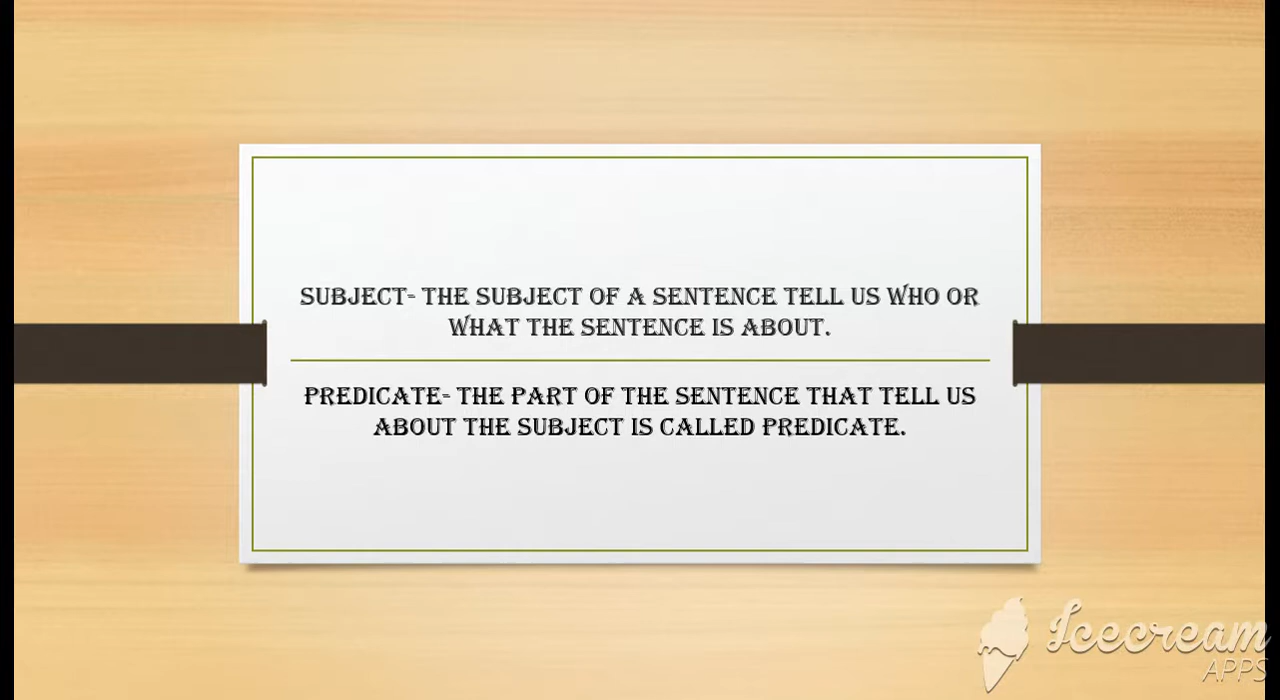 SUBJECT- THE SUBJECT OF A SENTENCE TELL US WHO OR
WHAT THE SENTENCE IS ABOUT.
PREDICATE- THE PART OF THE SENTENCE THAT TELL US
ABOUT THE SUBJECT IS CALLED PREDICATE.
Icecream
APPS